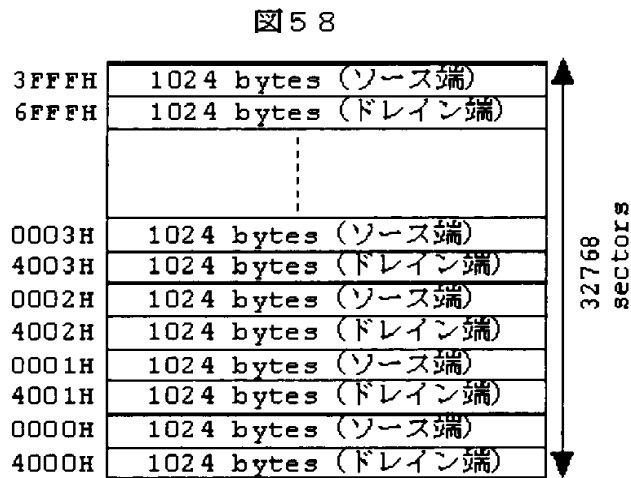 図58
3FFFH 1024 bytes (ソース端)
6FFFH 1024 bytes (ドレイン端)
0003H 1024 bytes (ソース端)
4003H 1024 bytes (ドレイン端)
0002H 1024 bytes (ソース端)
4002H 1024 bytes (ドレイン端)
0001H 1024 bytes (ソース端)
4001H 1024 bytes (ドレイン端)
0000H 1024 bytes (ソース端)
4000H 1024 bytes (ドレイン端)
32768
sectors